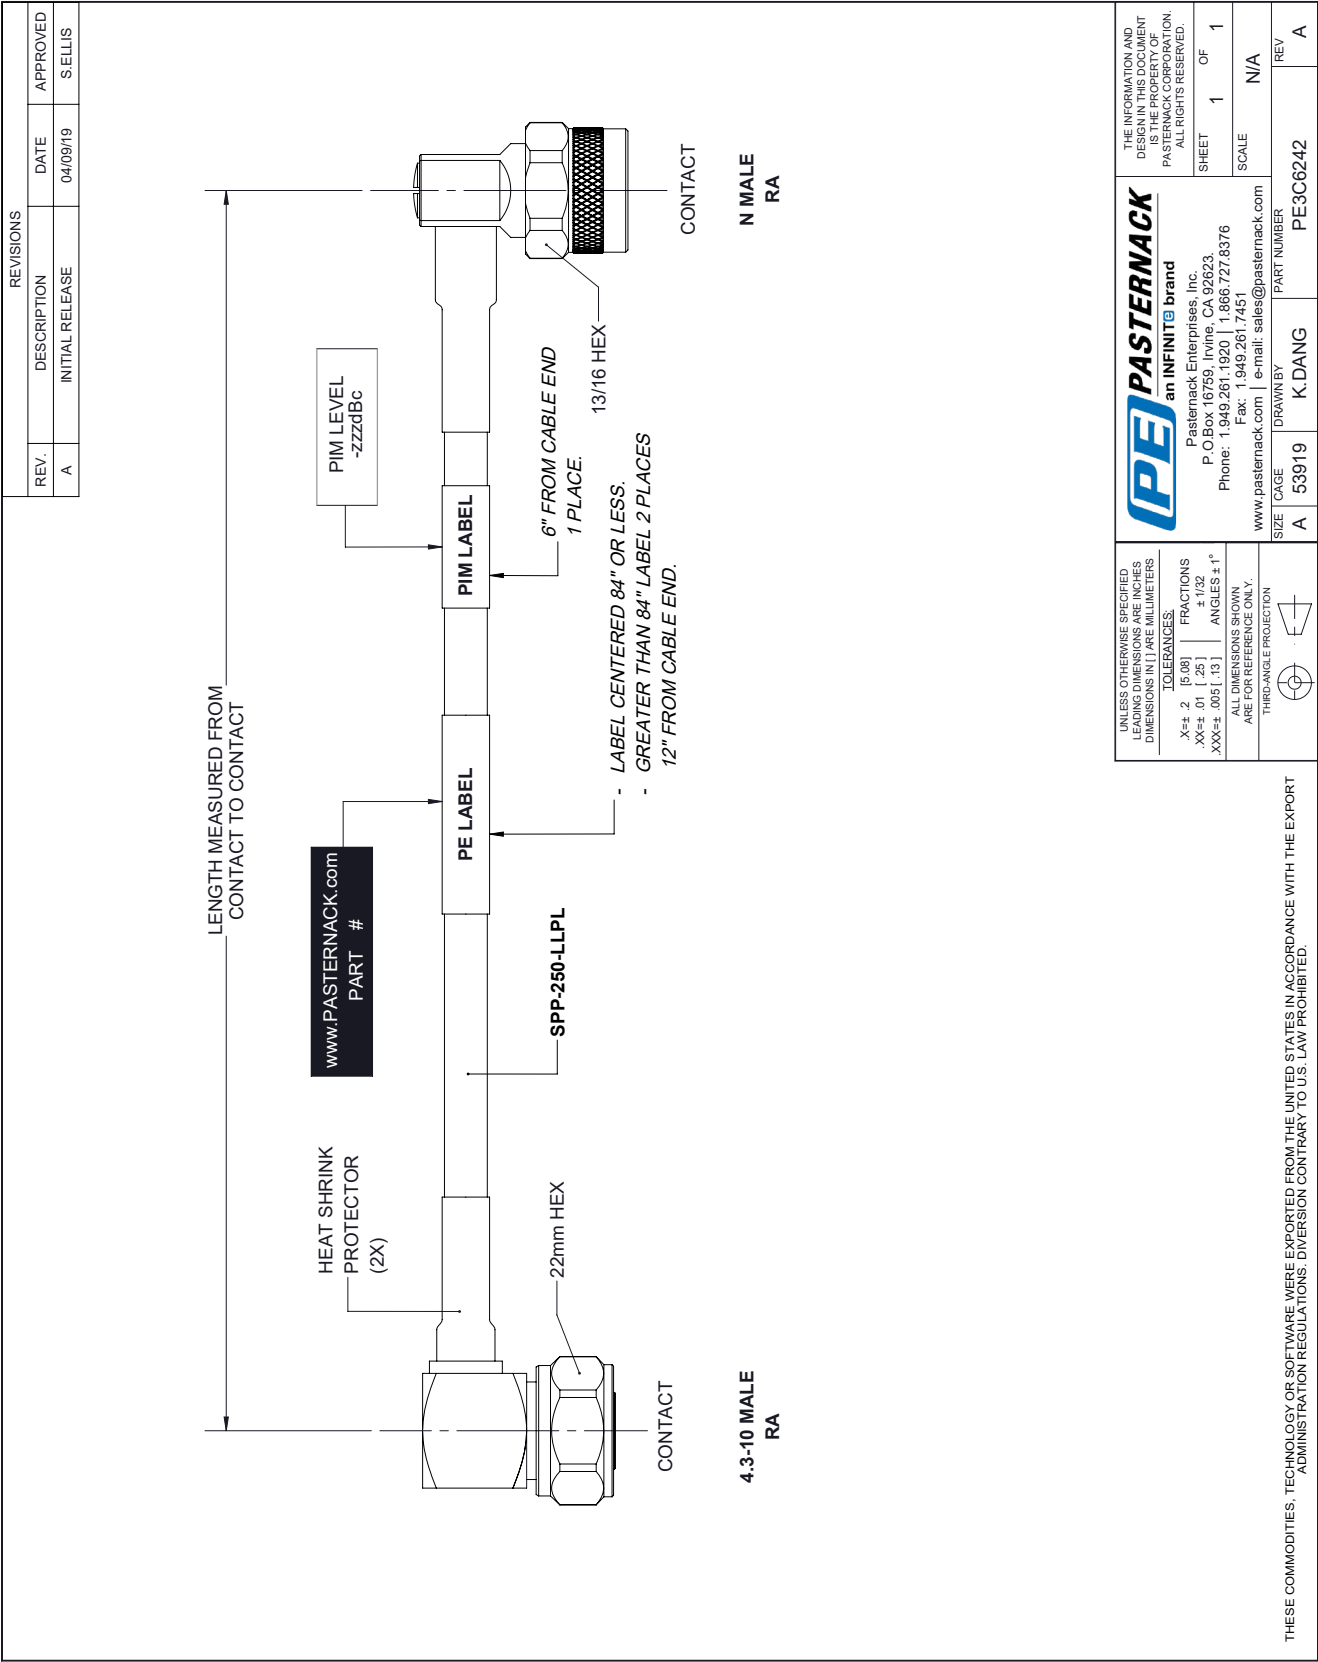 REVISIONS
REV. DESCRIPTION DATE APPROVED
A INITIAL RELEASE 04/09/19 S.ELLIS
LENGTH MEASURED FROM
CONTACT TO CONTACT
HEAT SHRINK
PROTECTOR
(2X)
www.PASTERNACK.com
PART #
PIM LEVEL
-zzzdBc
PE LABEL
PIM LABEL
22mm HEX
SPP-250-LLPL
6" FROM CABLE END
1 PLACE.
13/16 HEX
- LABEL CENTERED 84" OR LESS.
- GREATER THAN 84" LABEL 2 PLACES
12" FROM CABLE END.
CONTACT
CONTACT
4.3-10 MALE
RA
N MALE
RA
UNLESS OTHERWISE SPECIFIED
LEADING DIMENSIONS ARE INCHES
DIMENSIONS IN [ ] ARE MILLIMETERS
TOLERANCES:
.X=± .2 [5.08] FRACTIONS
.XX=± .01 [ .25 ] ± 1/32
.XXX=± .005 [ .13 ] ANGLES ± 1°
ALL DIMENSIONS SHOWN
ARE FOR REFERENCE ONLY.
THIRD-ANGLE PROJECTION
PE PASTERNACK
an INFINITe brand
Pasternack Enterprises, Inc.
P.O.Box 16759, Irvine, CA 92623.
Phone: 1.949.261.1920 | 1.866.727.8376
Fax: 1.949.261.7451
www.pasternack.com | e-mail: sales@pasternack.com
THE INFORMATION AND
DESIGN IN THIS DOCUMENT
IS THE PROPERTY OF
PASTERNACK CORPORATION.
ALL RIGHTS RESERVED.
SHEET 1 OF 1
SCALE N/A
SIZE CAGE DRAWN BY PART NUMBER REV
A 53919 K.DANG PE3C6242 A
THESE COMMODITIES, TECHNOLOGY OR SOFTWARE WERE EXPORTED FROM THE UNITED STATES IN ACCORDANCE WITH THE EXPORT
ADMINISTRATION REGULATIONS. DIVERSION CONTRARY TO U.S. LAW PROHIBITED.